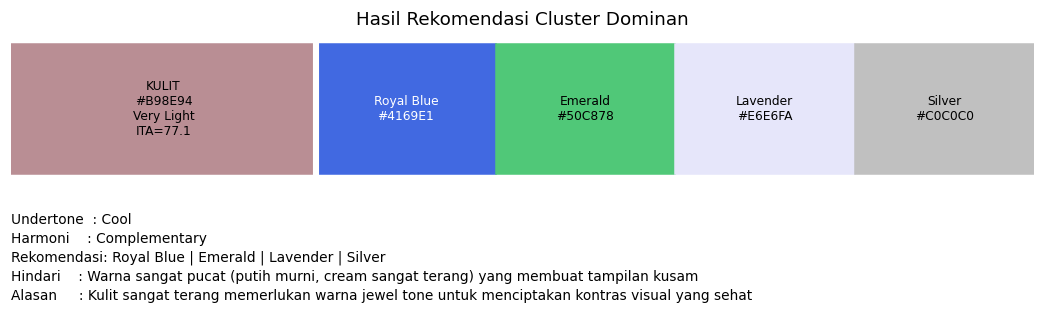 Hasil Rekomendasi Cluster Dominan
KULIT
#B98E94
Very Light
ITA=77.1
Royal Blue
#4169E1
Emerald
#50C878
Lavender
#E6E6FA
Silver
#C0C0C0
Undertone : Cool
Harmoni : Complementary
Rekomendasi: Royal Blue | Emerald | Lavender | Silver
Hindari : Warna sangat pucat (putih murni, cream sangat terang) yang membuat tampilan kusam
Alasan : Kulit sangat terang memerlukan warna jewel tone untuk menciptakan kontras visual yang sehat